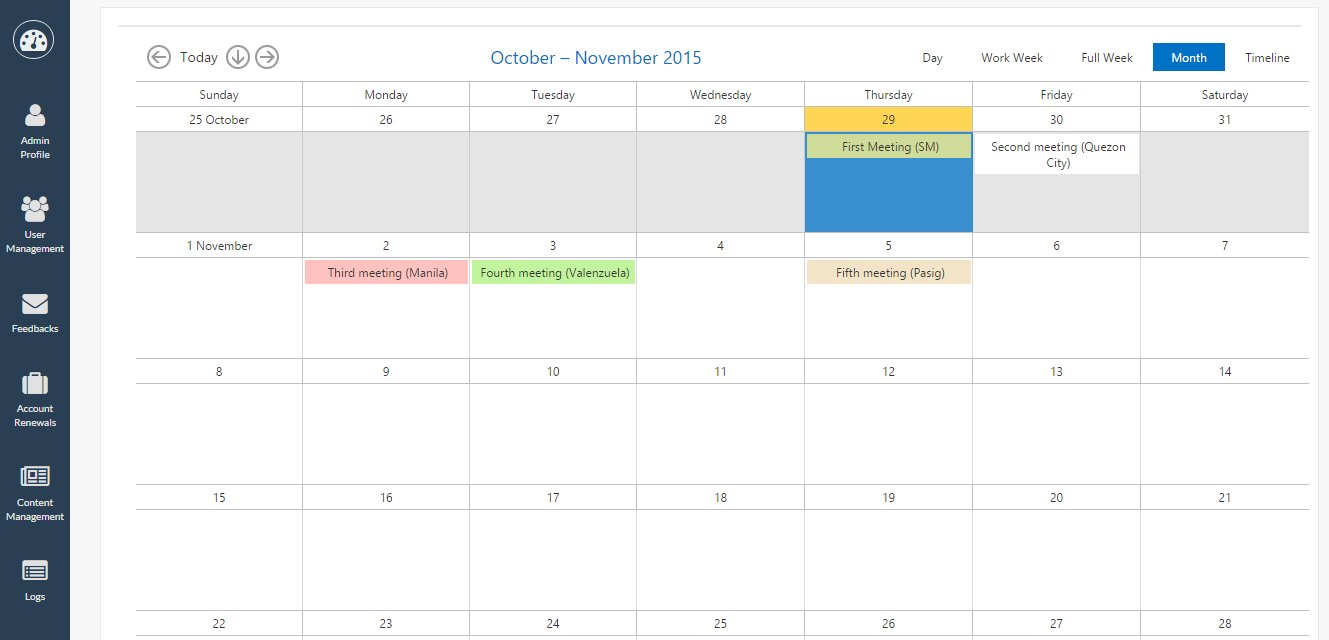 Admin
Profile
User
Management
Feedbacks
Account
Renewals
Content
Management
Logs
Today
October – November 2015
Day
Work Week
Full Week
Month
Timeline
Sunday
Monday
Tuesday
Wednesday
Thursday
Friday
Saturday
25 October
26
27
28
29
30
31
First Meeting (SM)
Second meeting (Quezon
City)
1 November
2
3
4
5
6
7
Third meeting (Manila)
Fourth meeting (Valenzuela)
Fifth meeting (Pasig)
8
9
10
11
12
13
14
15
16
17
18
19
20
21
22
23
24
25
26
27
28